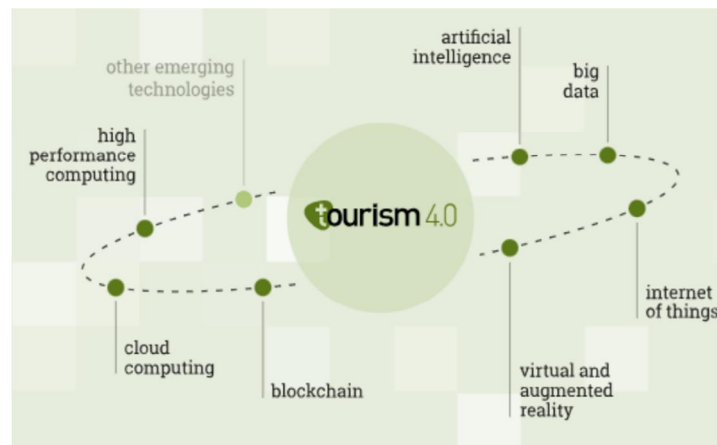 artificial
intelligence
big
data
other emerging
technologies
high
performance
computing
tourism 4.0
internet
of things
cloud
computing
blockchain
virtual and
augmented
reality